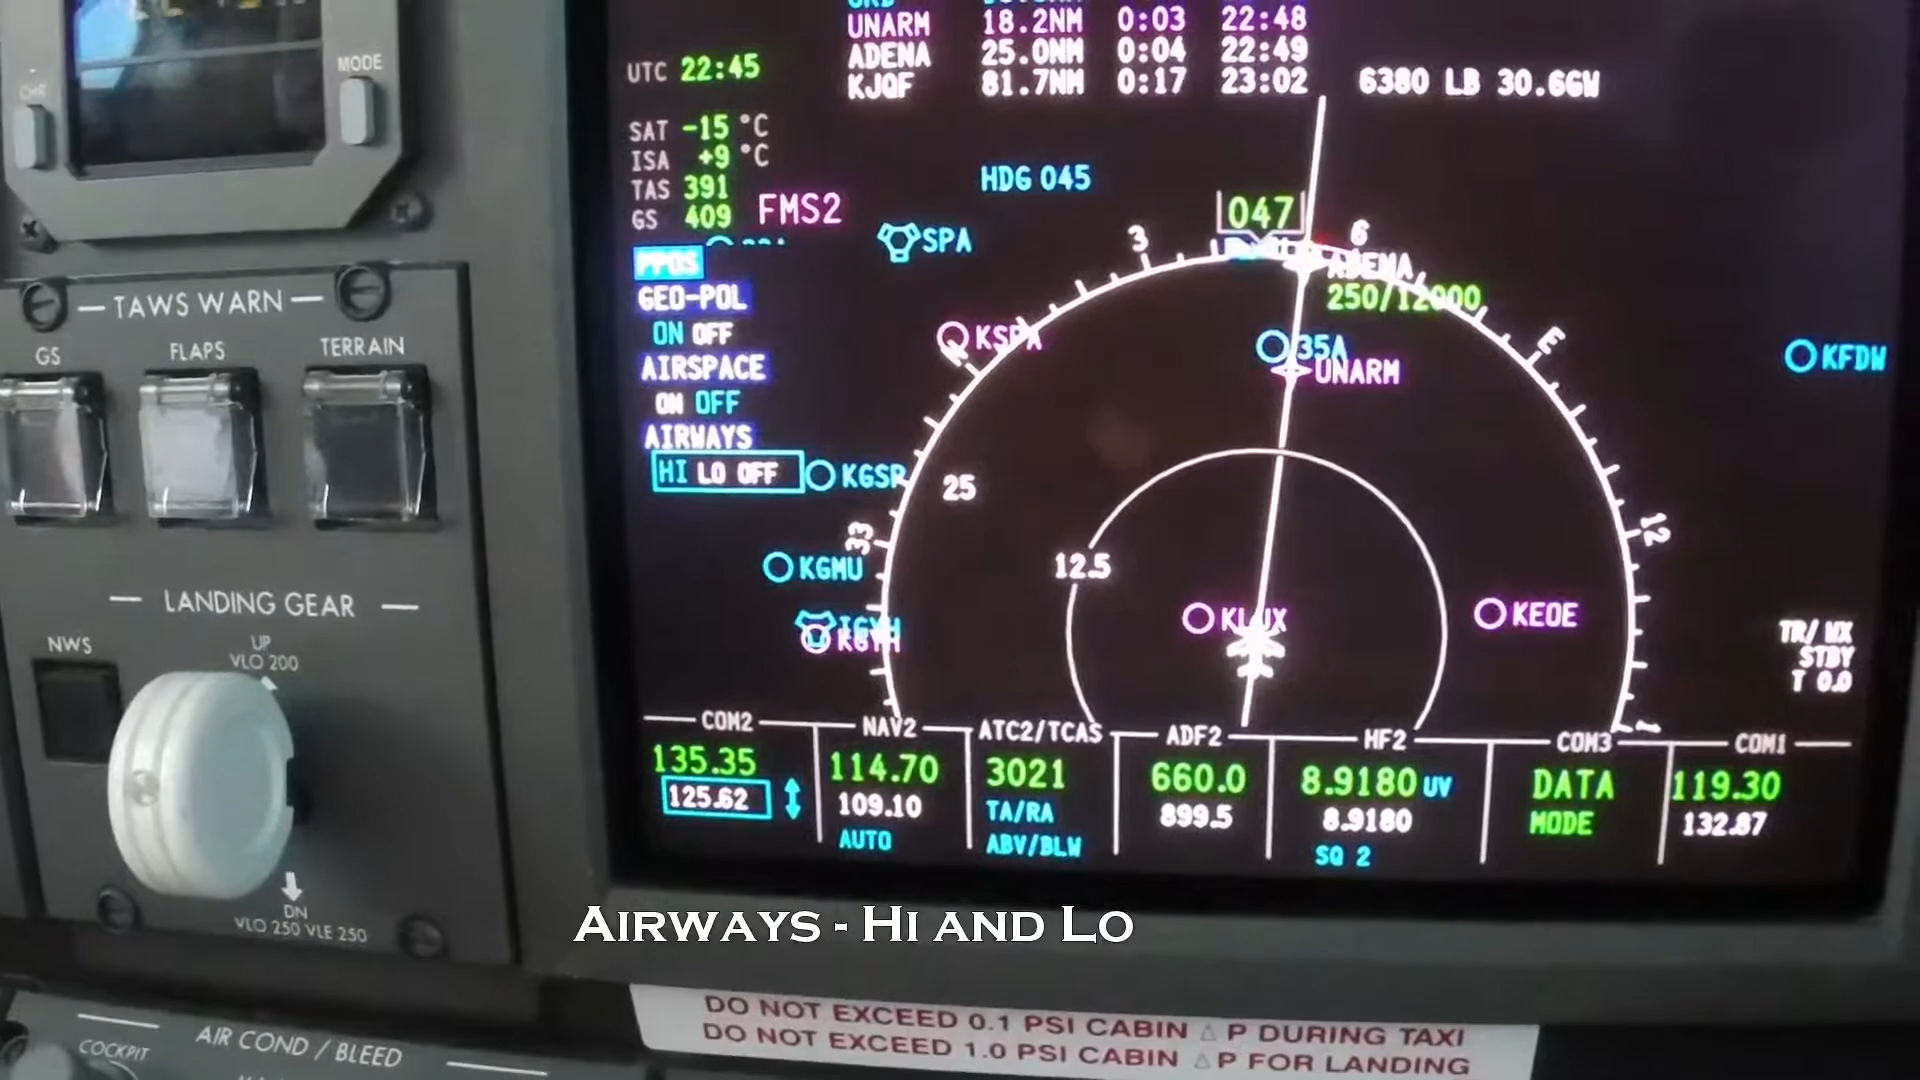 UNARM 18.2NM 0:03 22:48
ADENA 25.0NM 0:04 22:49
KJQF 81.7NM 0:17 23:02 6380 LB 30.6GW
UTC 22:45
SAT -15 °C
ISA +9 °C
TAS 391
GS 409
FMS2
HDG 045
047
SPA
3
6
PPOS
GEO-POL
ON OFF
AIRSPACE
ON OFF
AIRWAYS
HI LO OFF
ADENA
250/12000
KSPA
35A
UNARM
E
KFDW
KGSP
25
33
12
KGMU
12.5
KLUX
KEOE
KGYH
TR/ WX
STBY
T 0.0
COM2 NAV2 ATC2/TCAS ADF2 HF2 COM3 COM1
135.35 114.70 3021 660.0 8.9180 UV DATA 119.30
125.62 109.10 TA/RA 899.5 8.9180 MODE 132.87
AUTO ABV/BLW SQ 2
CHR
MODE
TAWS WARN
GS FLAPS TERRAIN
LANDING GEAR
NWS
UP
VLO 200
DN
VLO 250 VLE 250
AIRWAYS - HI AND LO
DO NOT EXCEED 0.1 PSI CABIN △ P DURING TAXI
DO NOT EXCEED 1.0 PSI CABIN △ P FOR LANDING
AIR COND / BLEED
COCKPIT